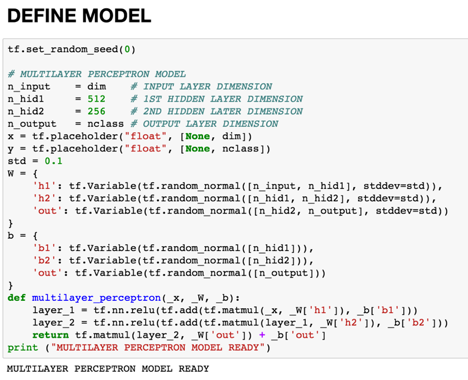 DEFINE MODEL
tf.set_random_seed(0)
# MULTILAYER PERCEPTRON MODEL
n_input    = dim    # INPUT LAYER DIMENSION
n_hid1     = 512    # 1ST HIDDEN LAYER DIMENSION
n_hid2     = 256    # 2ND HIDDEN LATER DIMENSION
n_output   = nclass # OUTPUT LAYER DIMENSION
x = tf.placeholder("float", [None, dim])
y = tf.placeholder("float", [None, nclass])
std = 0.1
W = {
    'h1': tf.Variable(tf.random_normal([n_input, n_hid1], stddev=std)),
    'h2': tf.Variable(tf.random_normal([n_hid1, n_hid2], stddev=std)),
    'out': tf.Variable(tf.random_normal([n_hid2, n_output], stddev=std))
}
b = {
    'b1': tf.Variable(tf.random_normal([n_hid1])),
    'b2': tf.Variable(tf.random_normal([n_hid2])),
    'out': tf.Variable(tf.random_normal([n_output]))
}
def multilayer_perceptron(_x, _W, _b):
    layer_1 = tf.nn.relu(tf.add(tf.matmul(_x, _W['h1']), _b['b1']))
    layer_2 = tf.nn.relu(tf.add(tf.matmul(layer_1, _W['h2']), _b['b2']))
    return tf.matmul(layer_2, _W['out']) + _b['out']
print ("MULTILAYER PERCEPTRON MODEL READY")
MULTILAYER PERCEPTRON MODEL READY